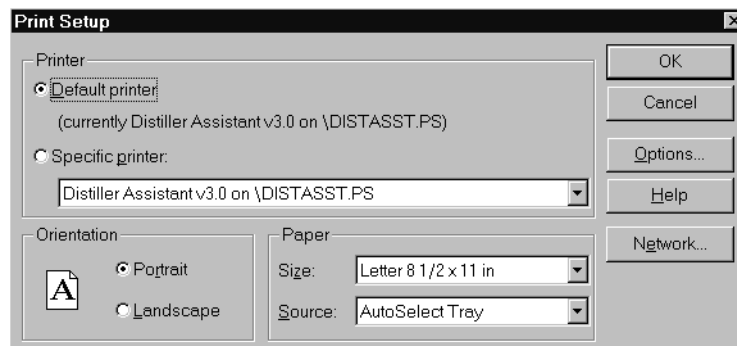 Print Setup
Printer
Default printer
(currently Distiller Assistant v3.0 on \DISTASST.PS)
Specific printer:
Distiller Assistant v3.0 on \DISTASST.PS
Orientation
A
Portrait
Landscape
Paper
Size: Letter 8 1/2 x 11 in
Source: AutoSelect Tray
OK
Cancel
Options...
Help
Network...